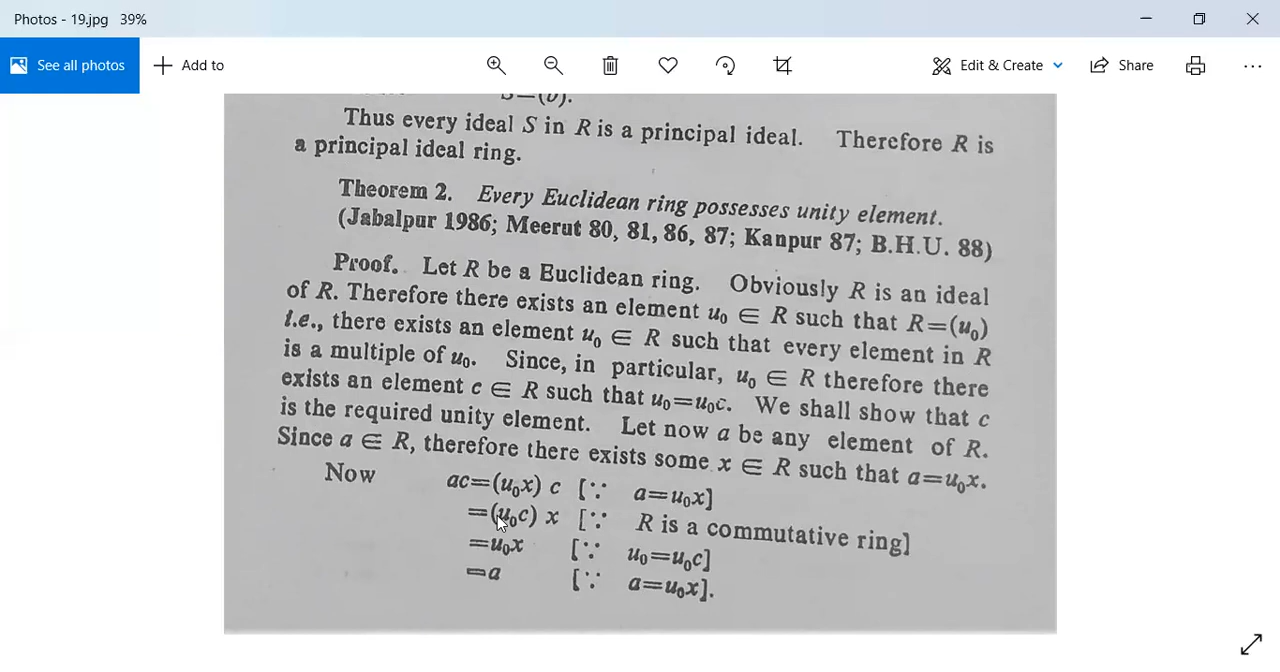 Photos - 19.jpg 39%
See all photos
Add to
Edit & Create
Share
S=(b).
Thus every ideal S in R is a principal ideal. Therefore R is
a principal ideal ring.
Theorem 2. Every Euclidean ring possesses unity element.
(Jabalpur 1986; Meerut 80, 81, 86, 87; Kanpur 87; B.H.U. 88)
Proof. Let R be a Euclidean ring. Obviously R is an ideal
of R. Therefore there exists an element u₀ ∈ R such that R=(u₀)
i.e., there exists an element u₀ ∈ R such that every element in R
is a multiple of u₀. Since, in particular, u₀ ∈ R therefore there
exists an element c ∈ R such that u₀=u₀c. We shall show that c
is the required unity element. Let now a be any element of R.
Since a ∈ R, therefore there exists some x ∈ R such that a=u₀x.
Now ac=(u₀x) c [∵ a=u₀x]
=(u₀c) x [∵ R is a commutative ring]
=u₀x [∵ u₀=u₀c]
=a [∵ a=u₀x].